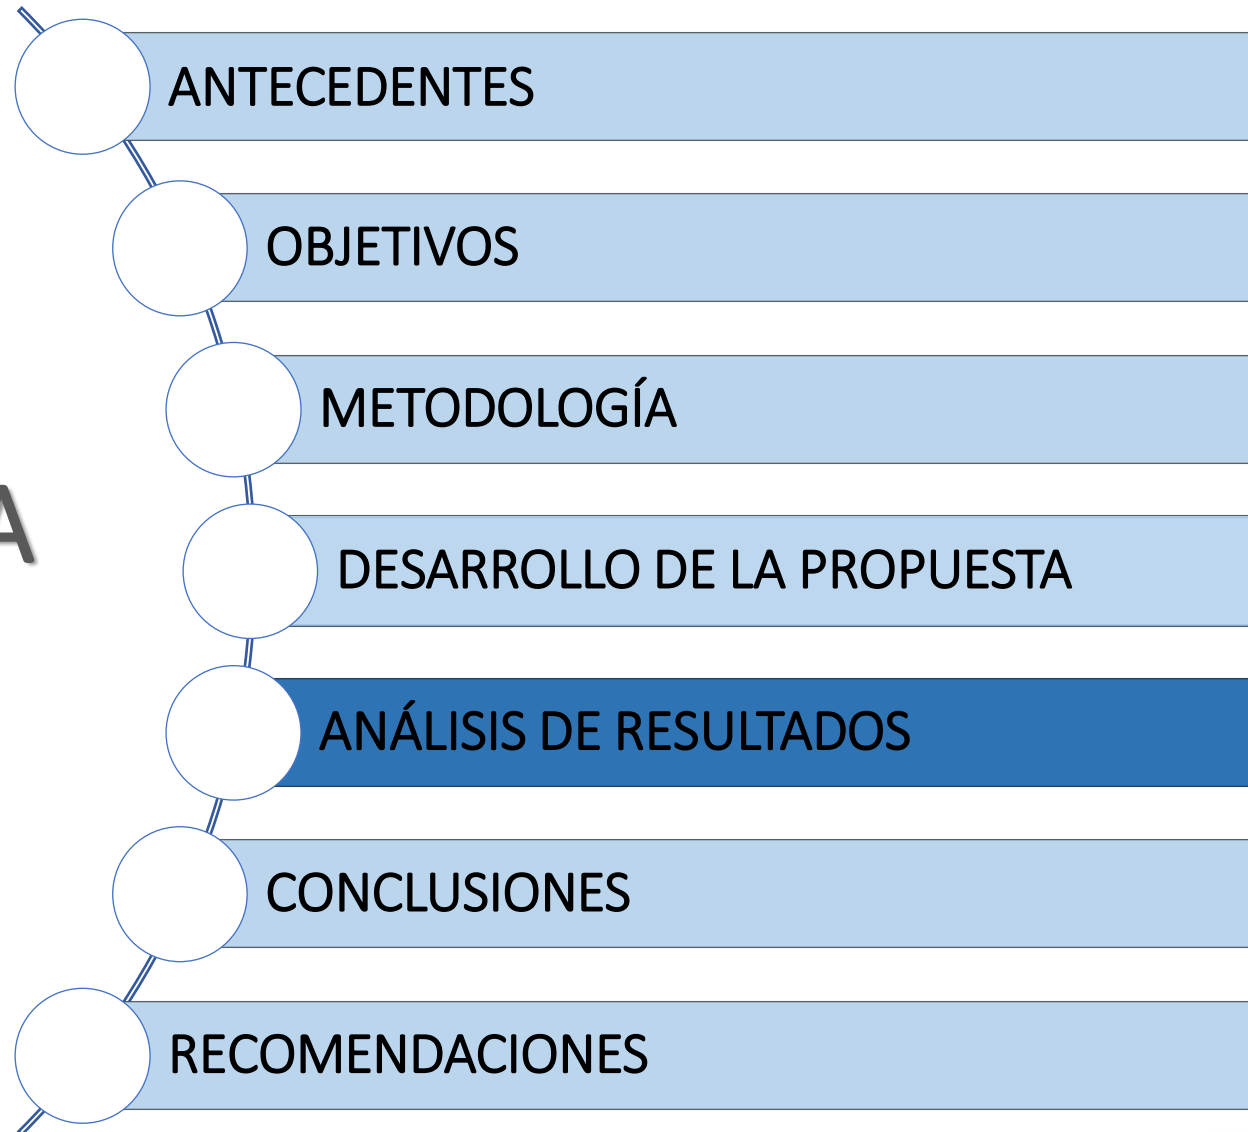 ANTECEDENTES
OBJETIVOS
METODOLOGÍA
A
DESARROLLO DE LA PROPUESTA
ANÁLISIS DE RESULTADOS
CONCLUSIONES
RECOMENDACIONES